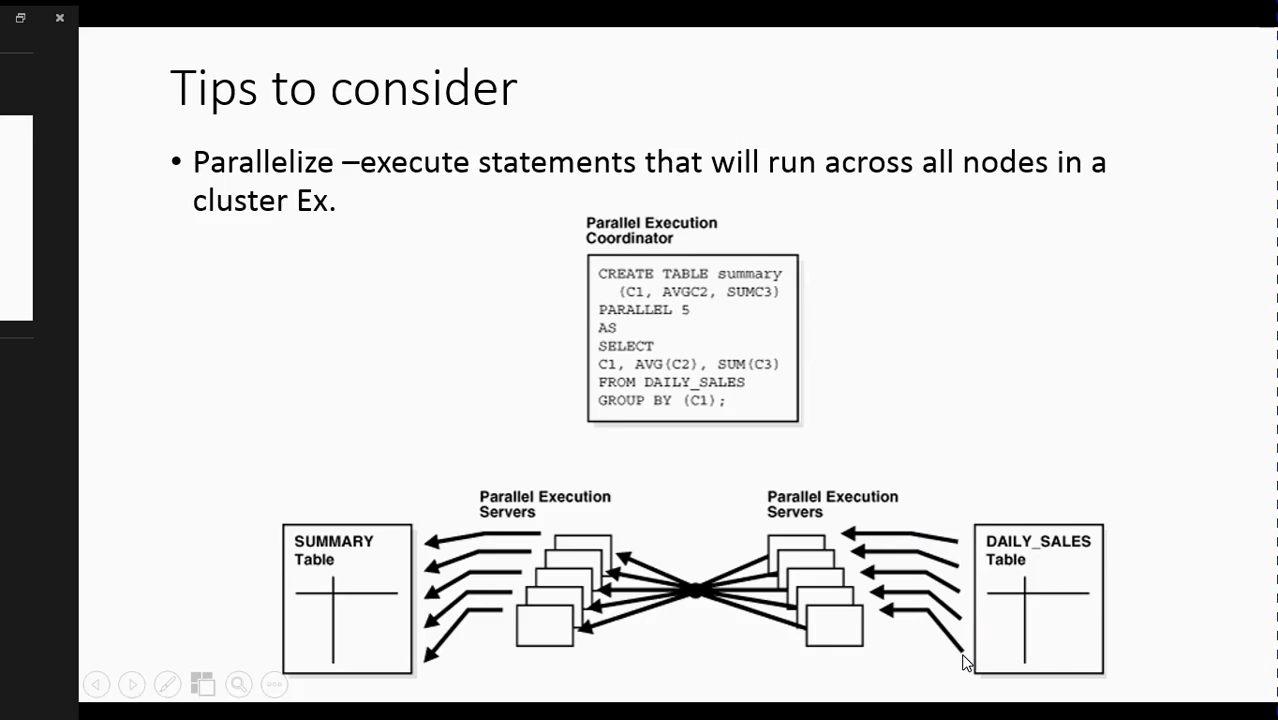 Tips to consider
• Parallelize –execute statements that will run across all nodes in a
cluster Ex.
Parallel Execution
Coordinator
CREATE TABLE summary
(C1, AVGC2, SUMC3)
PARALLEL 5
AS
SELECT
C1, AVG(C2), SUM(C3)
FROM DAILY_SALES
GROUP BY (C1);
Parallel Execution
Servers
Parallel Execution
Servers
SUMMARY
Table
DAILY_SALES
Table